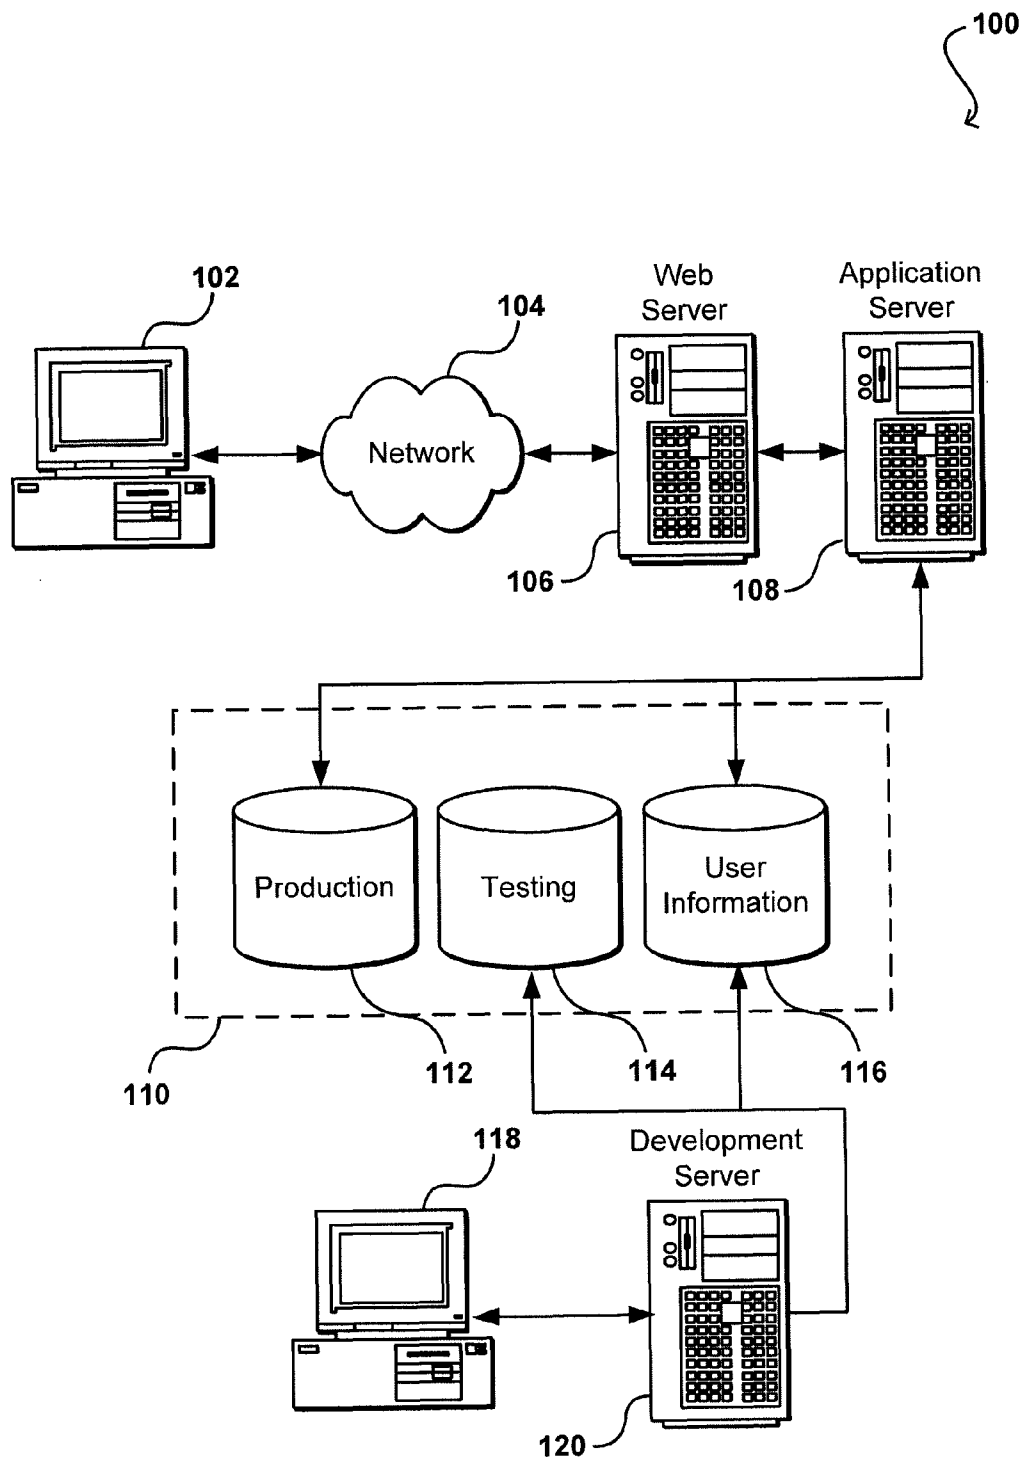 100
102
104
Web
Server
Application
Server
Network
106
108
Production
Testing
User
Information
110
112
114
116
118
Development
Server
120